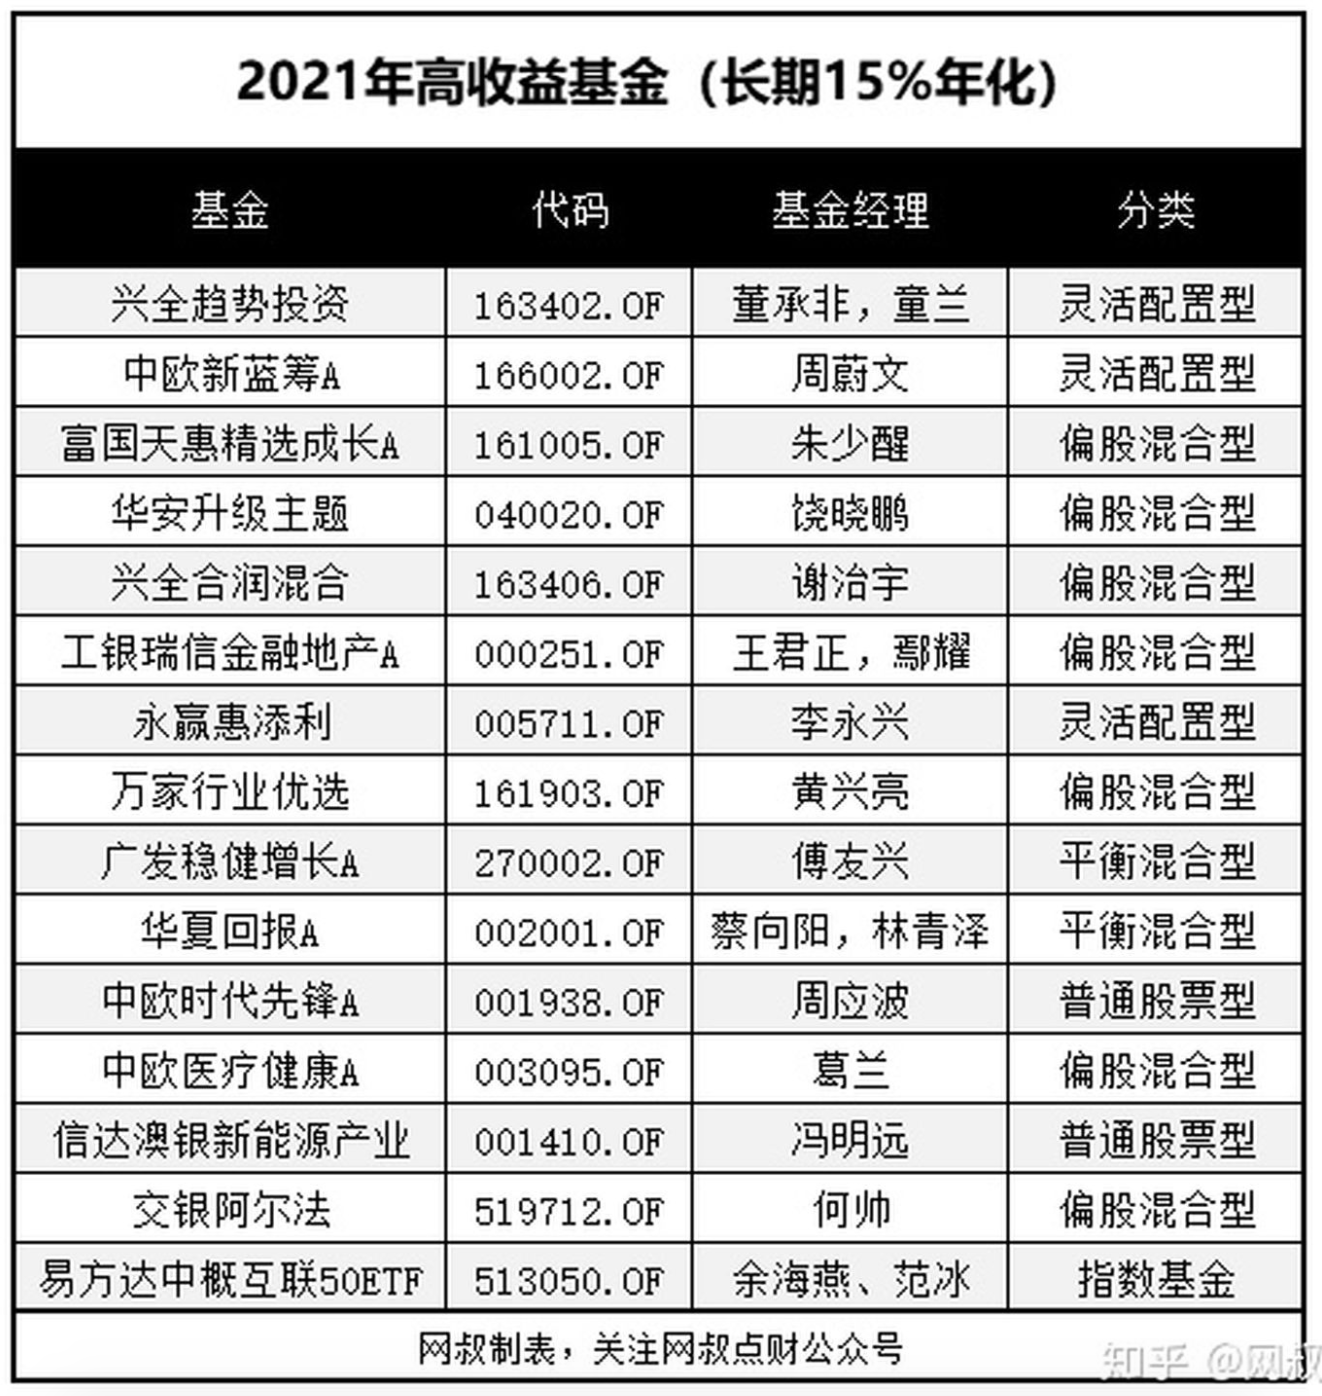 2021年高收益基金（长期15%年化）
基金 代码 基金经理 分类
兴全趋势投资 163402.OF 董承非，童兰 灵活配置型
中欧新蓝筹A 166002.OF 周蔚文 灵活配置型
富国天惠精选成长A 161005.OF 朱少醒 偏股混合型
华安升级主题 040020.OF 饶晓鹏 偏股混合型
兴全合润混合 163406.OF 谢治宇 偏股混合型
工银瑞信金融地产A 000251.OF 王君正，鄢耀 偏股混合型
永赢惠添利 005711.OF 李永兴 灵活配置型
万家行业优选 161903.OF 黄兴亮 偏股混合型
广发稳健增长A 270002.OF 傅友兴 平衡混合型
华夏回报A 002001.OF 蔡向阳，林青泽 平衡混合型
中欧时代先锋A 001938.OF 周应波 普通股票型
中欧医疗健康A 003095.OF 葛兰 偏股混合型
信达澳银新能源产业 001410.OF 冯明远 普通股票型
交银阿尔法 519712.OF 何帅 偏股混合型
易方达中概互联50ETF 513050.OF 余海燕、范冰 指数基金
网叔制表，关注网叔点财公众号
知乎 @网叔